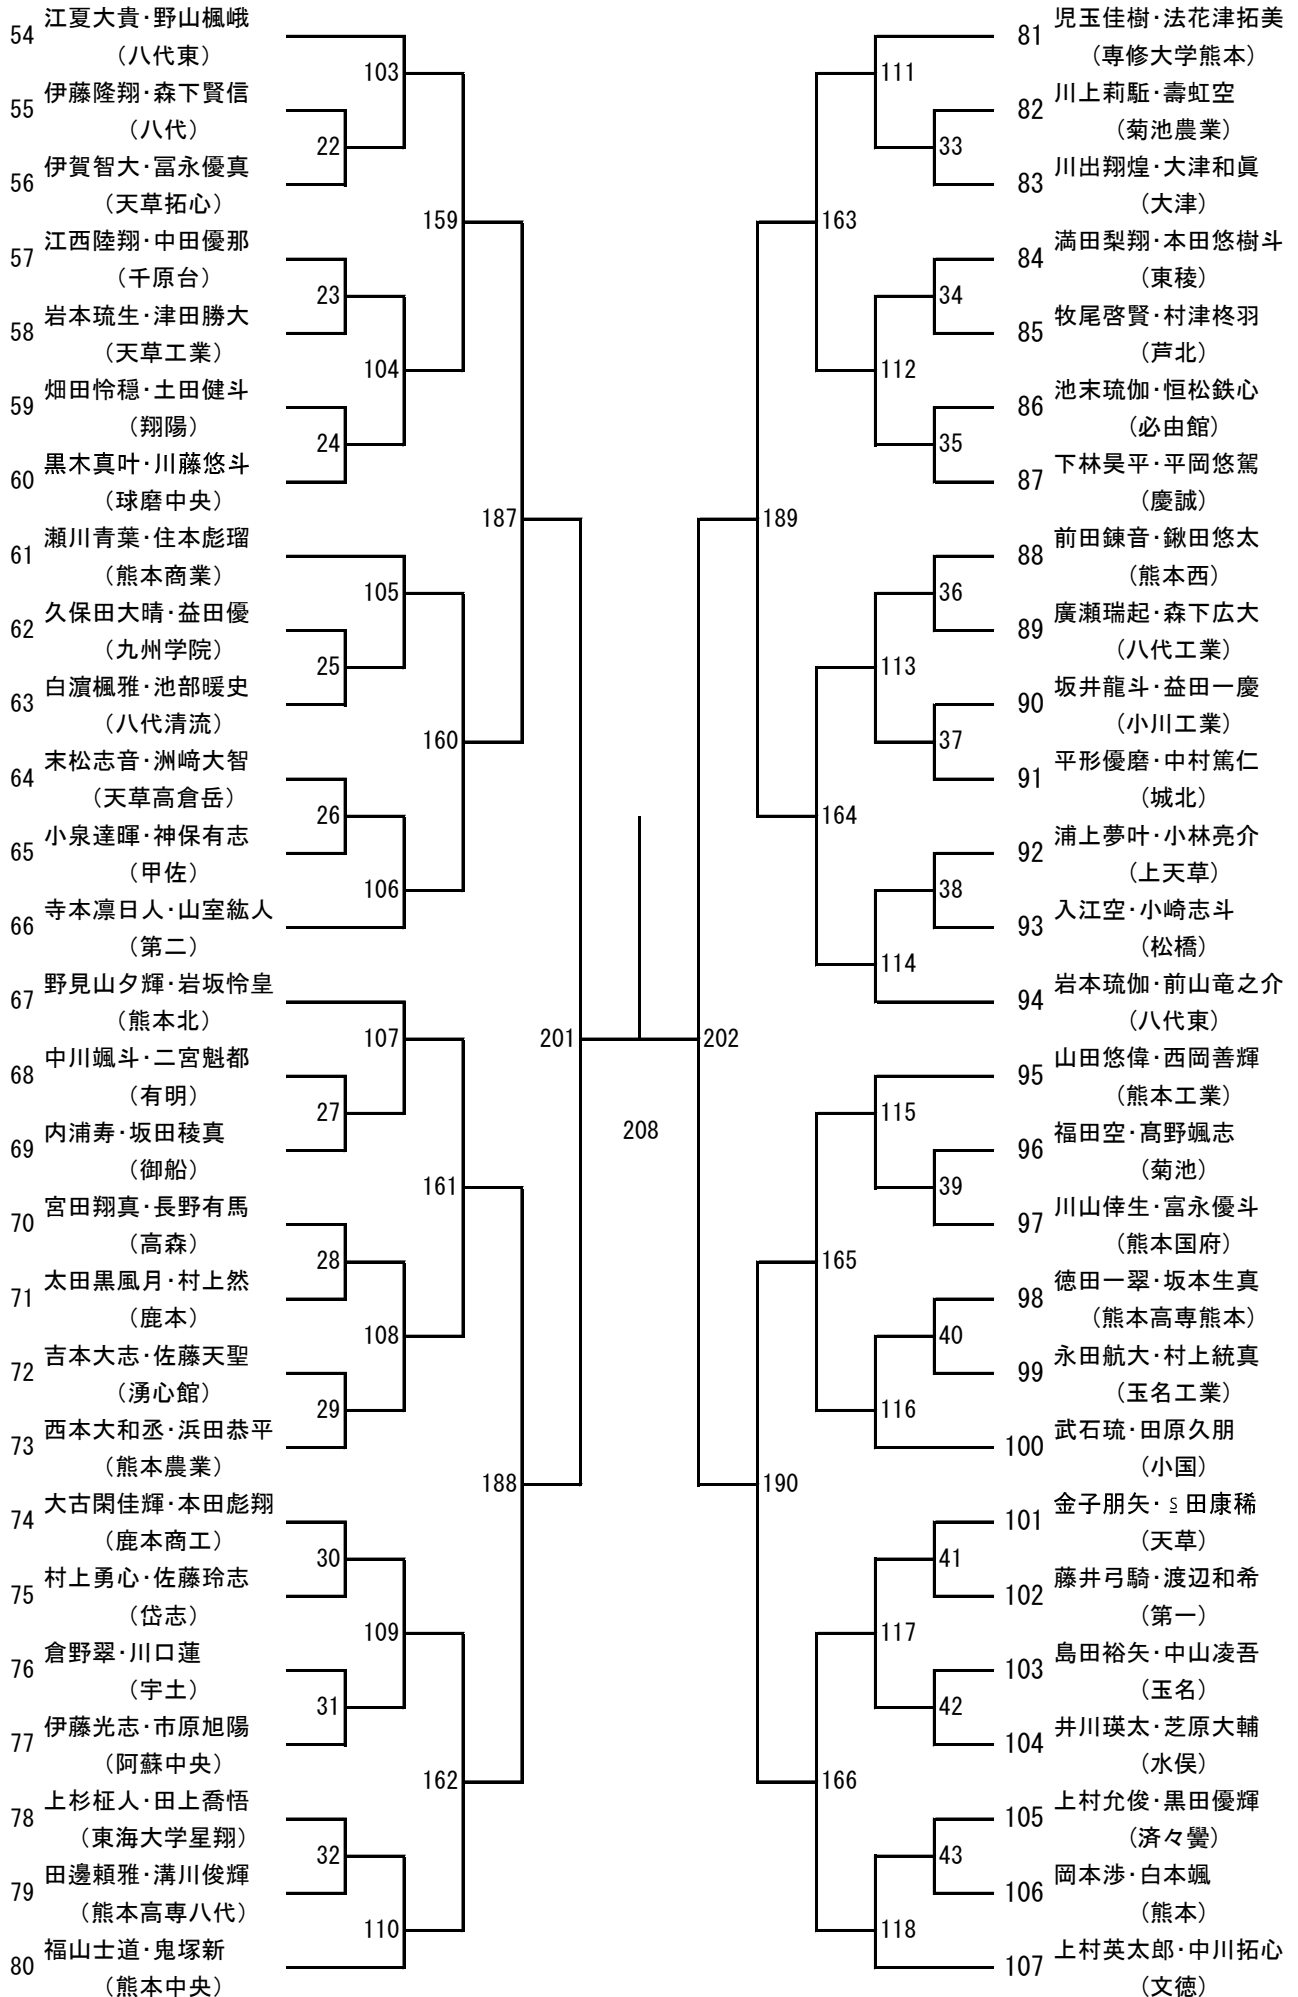 54 江夏大貴・野山楓峨
(八代東)
55 伊藤隆翔・森下賢信
(八代)
56 伊賀智大・冨永優真
(天草拓心)
57 江西陸翔・中田優那
(千原台)
58 岩本琉生・津田勝大
(天草工業)
59 畑田怜穏・土田健斗
(翔陽)
60 黒木真叶・川藤悠斗
(球磨中央)
61 瀬川青葉・住本彪瑠
(熊本商業)
62 久保田大晴・益田優
(九州学院)
63 白濵楓雅・池部暖史
(八代清流)
64 末松志音・洲﨑大智
(天草高倉岳)
65 小泉達暉・神保有志
(甲佐)
66 寺本凛日人・山室紘人
(第二)
67 野見山夕輝・岩坂怜皇
(熊本北)
68 中川颯斗・二宮魁都
(有明)
69 内浦寿・坂田稜真
(御船)
70 宮田翔真・長野有馬
(高森)
71 太田黒風月・村上然
(鹿本)
72 吉本大志・佐藤天聖
(湧心館)
73 西本大和丞・浜田恭平
(熊本農業)
74 大古閑佳輝・本田彪翔
(鹿本商工)
75 村上勇心・佐藤玲志
(岱志)
76 倉野翠・川口蓮
(宇土)
77 伊藤光志・市原旭陽
(阿蘇中央)
78 上杉柾人・田上喬悟
(東海大学星翔)
79 田邊頼雅・溝川俊輝
(熊本高専八代)
80 福山士道・鬼塚新
(熊本中央)
103
22
159
23
104
24
187
105
25
160
26
106
107
27
161
28
108
29
188
30
109
31
162
32
110
201
208
202
111
33
163
34
112
35
189
36
113
37
164
38
114
115
39
165
40
116
190
41
117
42
166
43
118
81 児玉佳樹・法花津拓美
(専修大学熊本)
82 川上莉駈・壽虹空
(菊池農業)
83 川出翔煌・大津和眞
(大津)
84 満田梨翔・本田悠樹斗
(東稜)
85 牧尾啓賢・村津柊羽
(芦北)
86 池末琉伽・恒松鉄心
(必由館)
87 下林昊平・平岡悠駕
(慶誠)
88 前田錬音・鍬田悠太
(熊本西)
89 廣瀬瑞起・森下広大
(八代工業)
90 坂井龍斗・益田一慶
(小川工業)
91 平形優磨・中村篤仁
(城北)
92 浦上夢叶・小林亮介
(上天草)
93 入江空・小崎志斗
(松橋)
94 岩本琉伽・前山竜之介
(八代東)
95 山田悠偉・西岡善輝
(熊本工業)
96 福田空・髙野颯志
(菊池)
97 川山倖生・富永優斗
(熊本国府)
98 徳田一翠・坂本生真
(熊本高専熊本)
99 永田航大・村上統真
(玉名工業)
100 武石琉・田原久朋
(小国)
101 金子朋矢・ 田康稀
(天草)
102 藤井弓騎・渡辺和希
(第一)
103 島田裕矢・中山凌吾
(玉名)
104 井川瑛太・芝原大輔
(水俣)
105 上村允俊・黒田優輝
(済々黌)
106 岡本渉・白本颯
(熊本)
107 上村英太郎・中川拓心
(文徳)